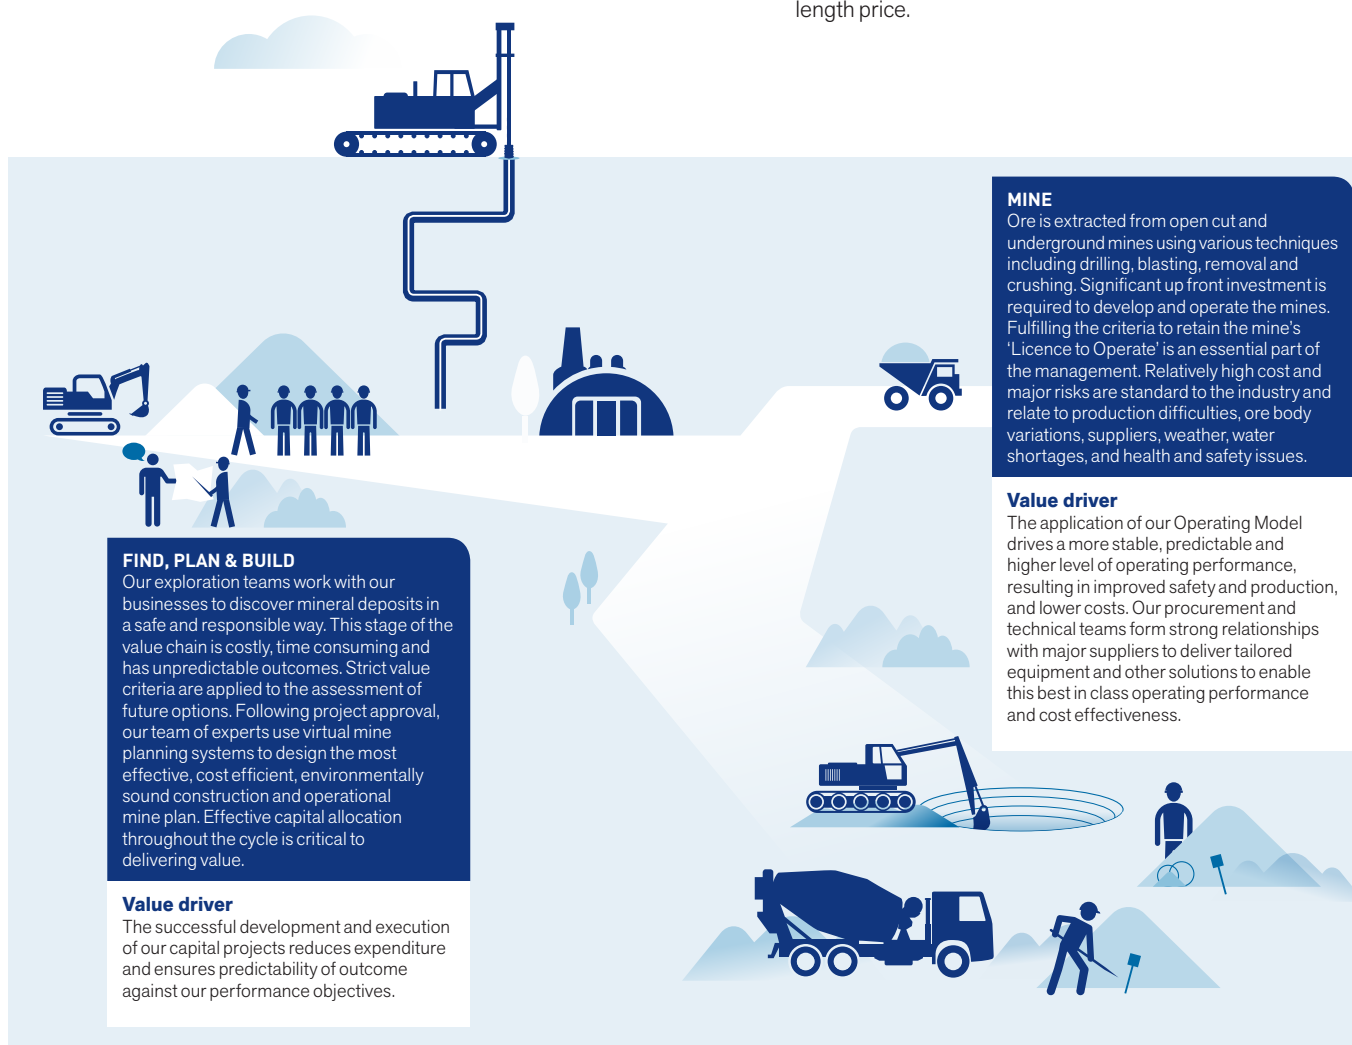 length price.
MINE
Ore is extracted from open cut and
underground mines using various techniques
including drilling, blasting, removal and
crushing. Significant up front investment is
required to develop and operate the mines.
Fulfilling the criteria to retain the mine's
'Licence to Operate' is an essential part of
the management. Relatively high cost and
major risks are standard to the industry and
relate to production difficulties, ore body
variations, suppliers, weather, water
shortages, and health and safety issues.
Value driver
The application of our Operating Model
drives a more stable, predictable and
higher level of operating performance,
resulting in improved safety and production,
and lower costs. Our procurement and
technical teams form strong relationships
with major suppliers to deliver tailored
equipment and other solutions to enable
this best in class operating performance
and cost effectiveness.
FIND, PLAN & BUILD
Our exploration teams work with our
businesses to discover mineral deposits in
a safe and responsible way. This stage of the
value chain is costly, time consuming and
has unpredictable outcomes. Strict value
criteria are applied to the assessment of
future options. Following project approval,
our team of experts use virtual mine
planning systems to design the most
effective, cost efficient, environmentally
sound construction and operational
mine plan. Effective capital allocation
throughout the cycle is critical to
delivering value.
Value driver
The successful development and execution
of our capital projects reduces expenditure
and ensures predictability of outcome
against our performance objectives.